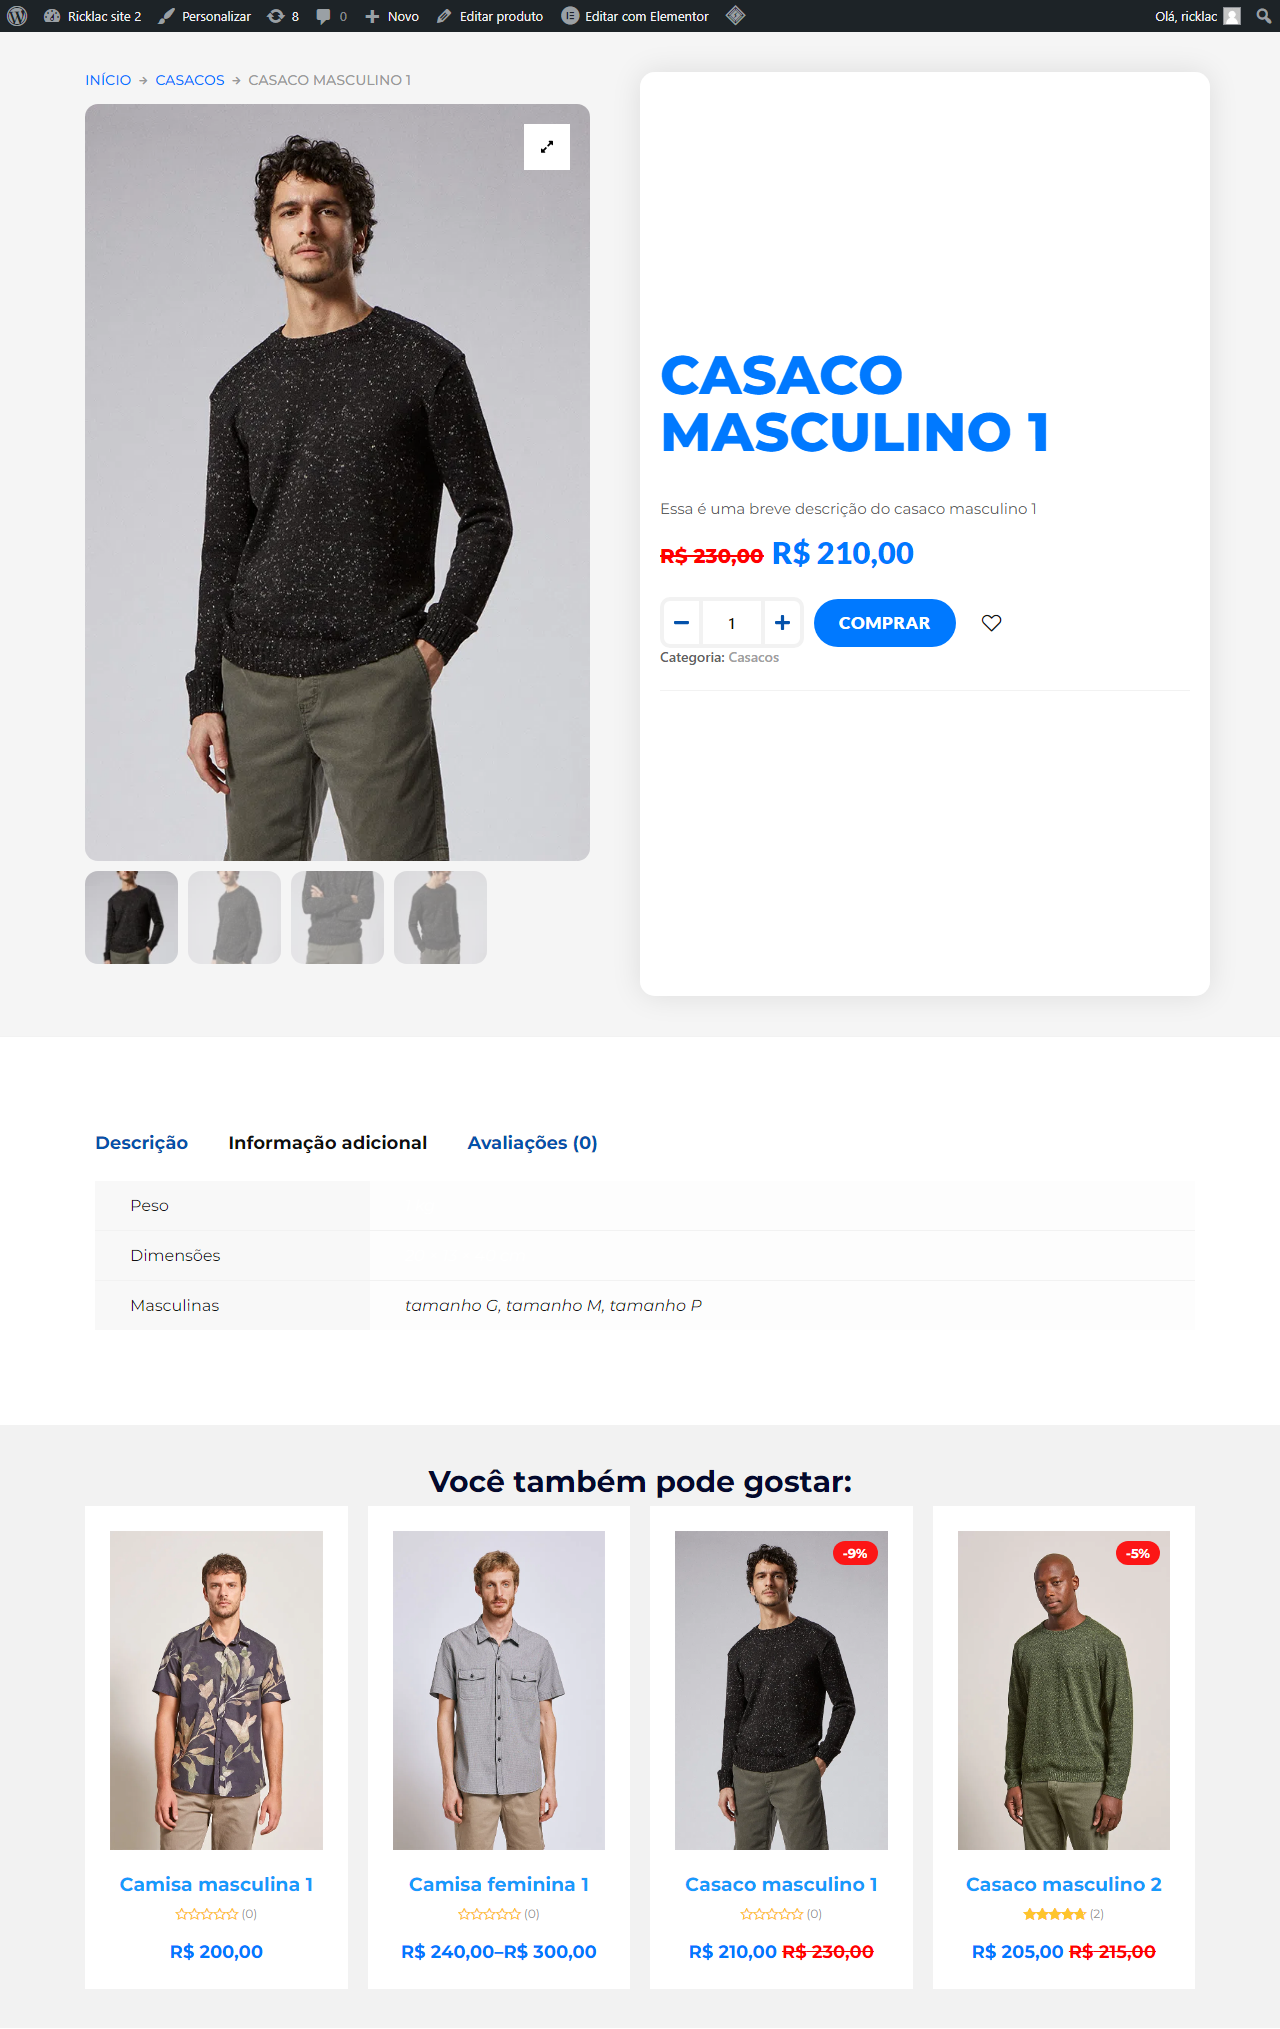 Ricklac site 2 Personalizar 8 0 Novo Editar produto Editar com Elementor Olá, ricklac
INÍCIO → CASACOS → CASACO MASCULINO 1
CASACO
MASCULINO 1
Essa é uma breve descrição do casaco masculino 1
R$ 230,00 R$ 210,00
1 COMPRAR
Categoria: Casacos
Descrição Informação adicional Avaliações (0)
Peso
Dimensões
Masculinas tamanho G, tamanho M, tamanho P
Você também pode gostar:
-9% -5%
Camisa masculina 1 Camisa feminina 1 Casaco masculino 1 Casaco masculino 2
(0) (0) (0) (2)
R$ 200,00 R$ 240,00–R$ 300,00 R$ 210,00 R$ 230,00 R$ 205,00 R$ 215,00